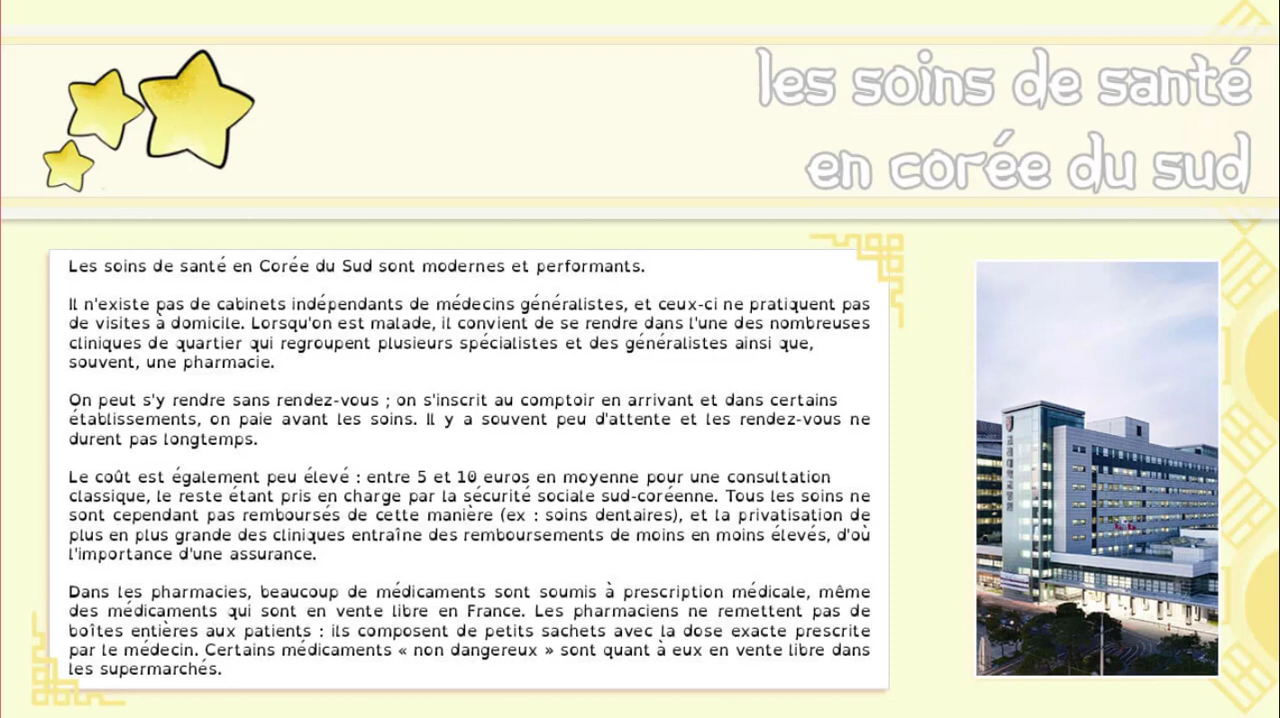 les soins de santé
en corée du sud
Les soins de santé en Corée du Sud sont modernes et performants.
Il n'existe pas de cabinets indépendants de médecins généralistes, et ceux-ci ne pratiquent pas
de visites à domicile. Lorsqu'on est malade, il convient de se rendre dans l'une des nombreuses
cliniques de quartier qui regroupent plusieurs spécialistes et des généralistes ainsi que,
souvent, une pharmacie.
On peut s'y rendre sans rendez-vous ; on s'inscrit au comptoir en arrivant et dans certains
établissements, on paie avant les soins. Il y a souvent peu d'attente et les rendez-vous ne
durent pas longtemps.
Le coût est également peu élevé : entre 5 et 10 euros en moyenne pour une consultation
classique, le reste étant pris en charge par la sécurité sociale sud-coréenne. Tous les soins ne
sont cependant pas remboursés de cette manière (ex : soins dentaires), et la privatisation de
plus en plus grande des cliniques entraîne des remboursements de moins en moins élevés, d'où
l'importance d'une assurance.
Dans les pharmacies, beaucoup de médicaments sont soumis à prescription médicale, même
des médicaments qui sont en vente libre en France. Les pharmaciens ne remettent pas de
boîtes entières aux patients : ils composent de petits sachets avec la dose exacte prescrite
par le médecin. Certains médicaments « non dangereux » sont quant à eux en vente libre dans
les supermarchés.